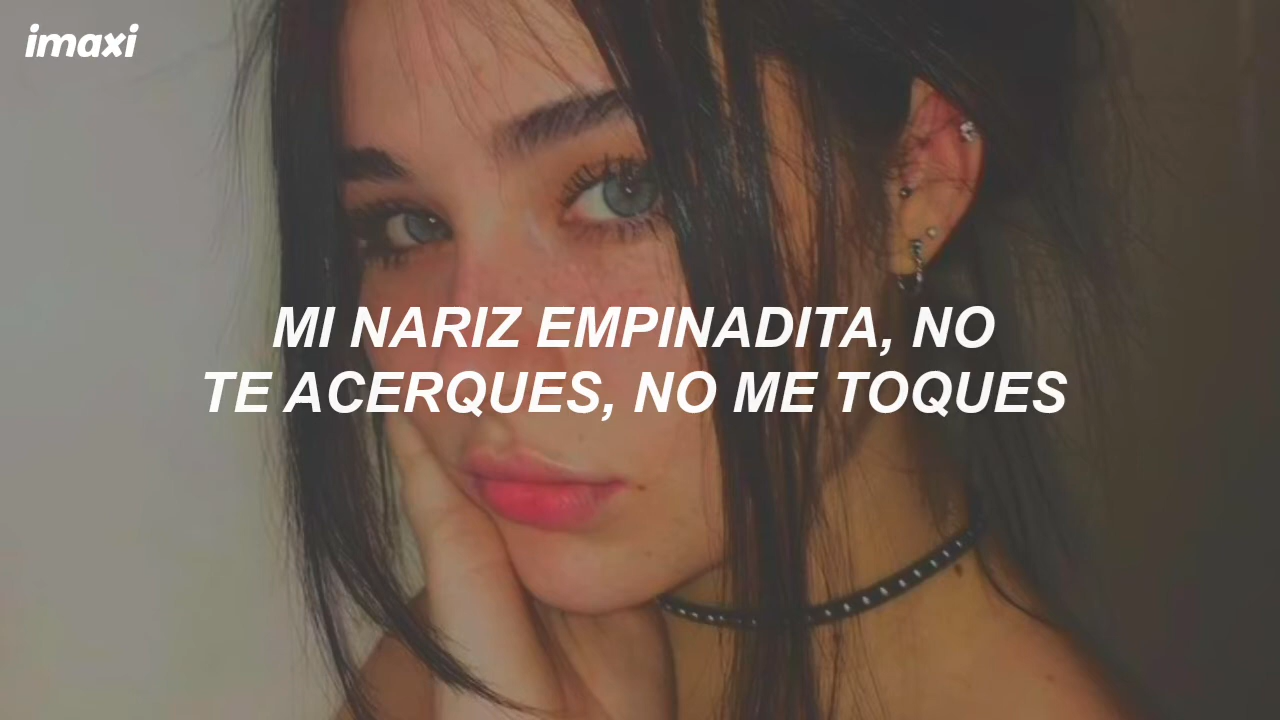 imaxi
MI NARIZ EMPINADITA, NO
TE ACERQUES, NO ME TOQUES